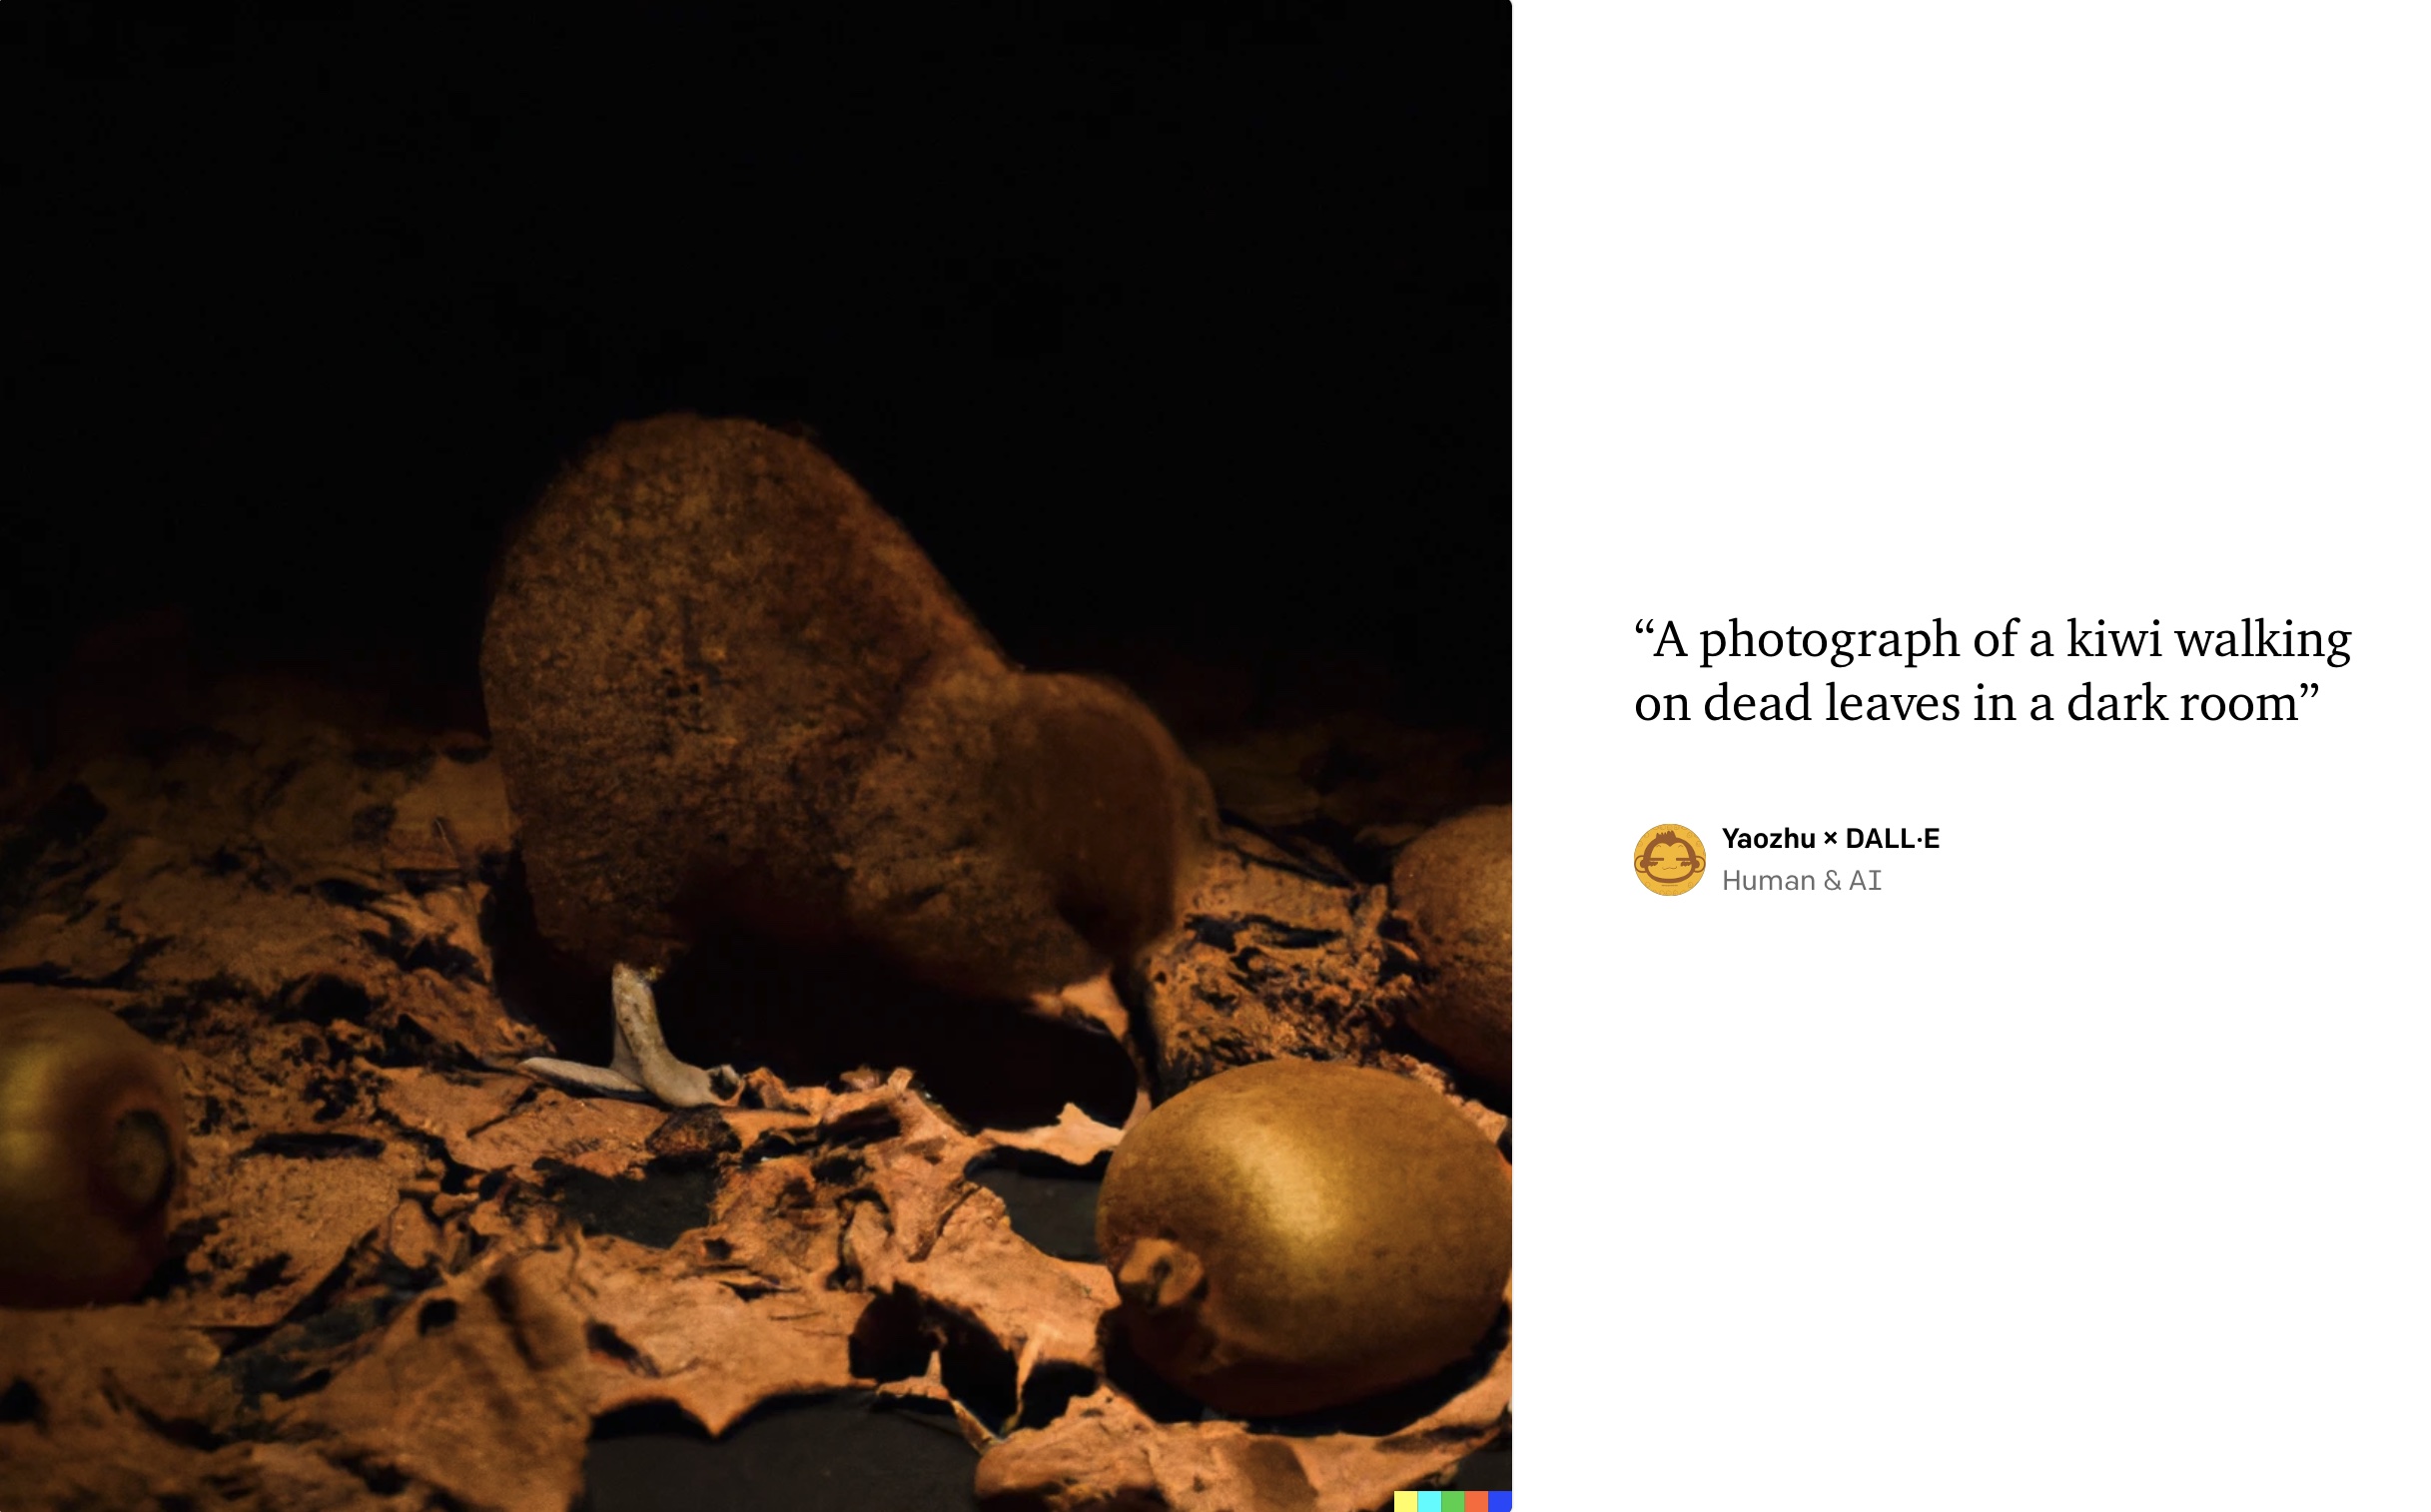 “A photograph of a kiwi walking
on dead leaves in a dark room”
Yaozhu × DALL·E
Human & AI